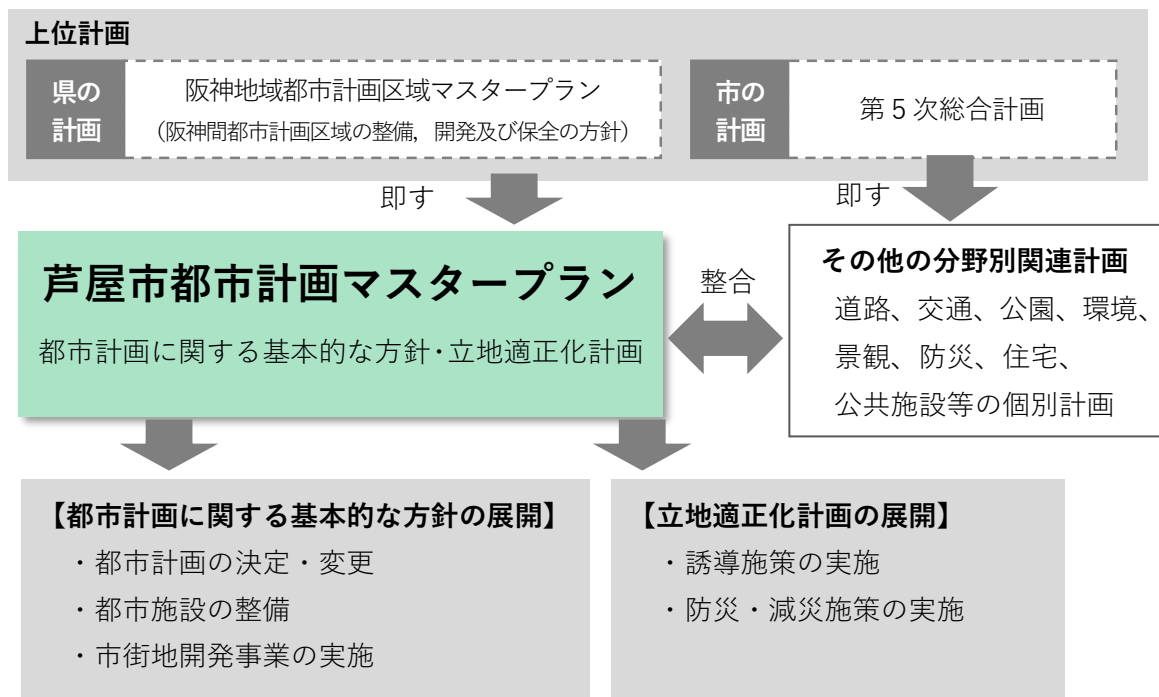 上位計画
県の
計画
阪神地域都市計画区域マスタープラン
（阪神間都市計画区域の整備，開発及び保全の方針）
市の
計画
第５次総合計画
即す
即す
芦屋市都市計画マスタープラン
都市計画に関する基本的な方針･立地適正化計画
整合
その他の分野別関連計画
道路、交通、公園、環境、
景観、防災、住宅、
公共施設等の個別計画
【都市計画に関する基本的な方針の展開】
・都市計画の決定・変更
・都市施設の整備
・市街地開発事業の実施
【立地適正化計画の展開】
・誘導施策の実施
・防災・減災施策の実施